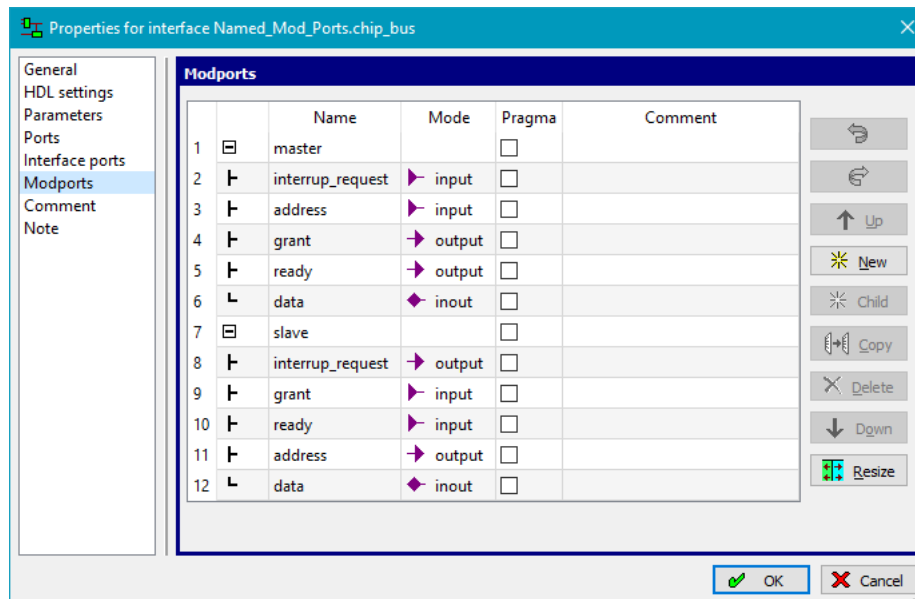 Properties for interface Named_Mod_Ports.chip_bus
General
HDL settings
Parameters
Ports
Interface ports
Modports
Comment
Note
Modports
Name Mode Pragma Comment
1 master
2 interrup_request input
3 address input
4 grant output
5 ready output
6 data inout
7 slave
8 interrup_request output
9 grant input
10 ready input
11 address output
12 data inout
Up
New
Child
Copy
Delete
Down
Resize
OK Cancel